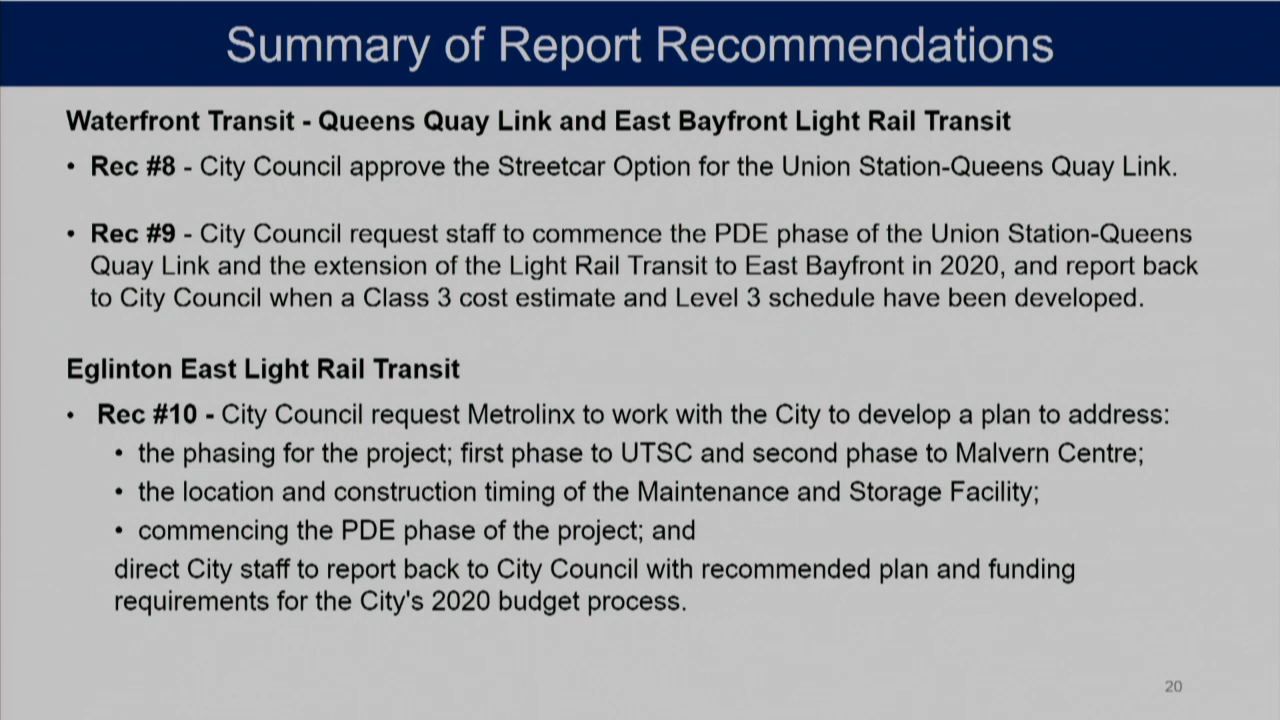 Summary of Report Recommendations
Waterfront Transit - Queens Quay Link and East Bayfront Light Rail Transit
• Rec #8 - City Council approve the Streetcar Option for the Union Station-Queens Quay Link.
• Rec #9 - City Council request staff to commence the PDE phase of the Union Station-Queens
Quay Link and the extension of the Light Rail Transit to East Bayfront in 2020, and report back
to City Council when a Class 3 cost estimate and Level 3 schedule have been developed.
Eglinton East Light Rail Transit
• Rec #10 - City Council request Metrolinx to work with the City to develop a plan to address:
• the phasing for the project; first phase to UTSC and second phase to Malvern Centre;
• the location and construction timing of the Maintenance and Storage Facility;
• commencing the PDE phase of the project; and
direct City staff to report back to City Council with recommended plan and funding
requirements for the City's 2020 budget process.
20